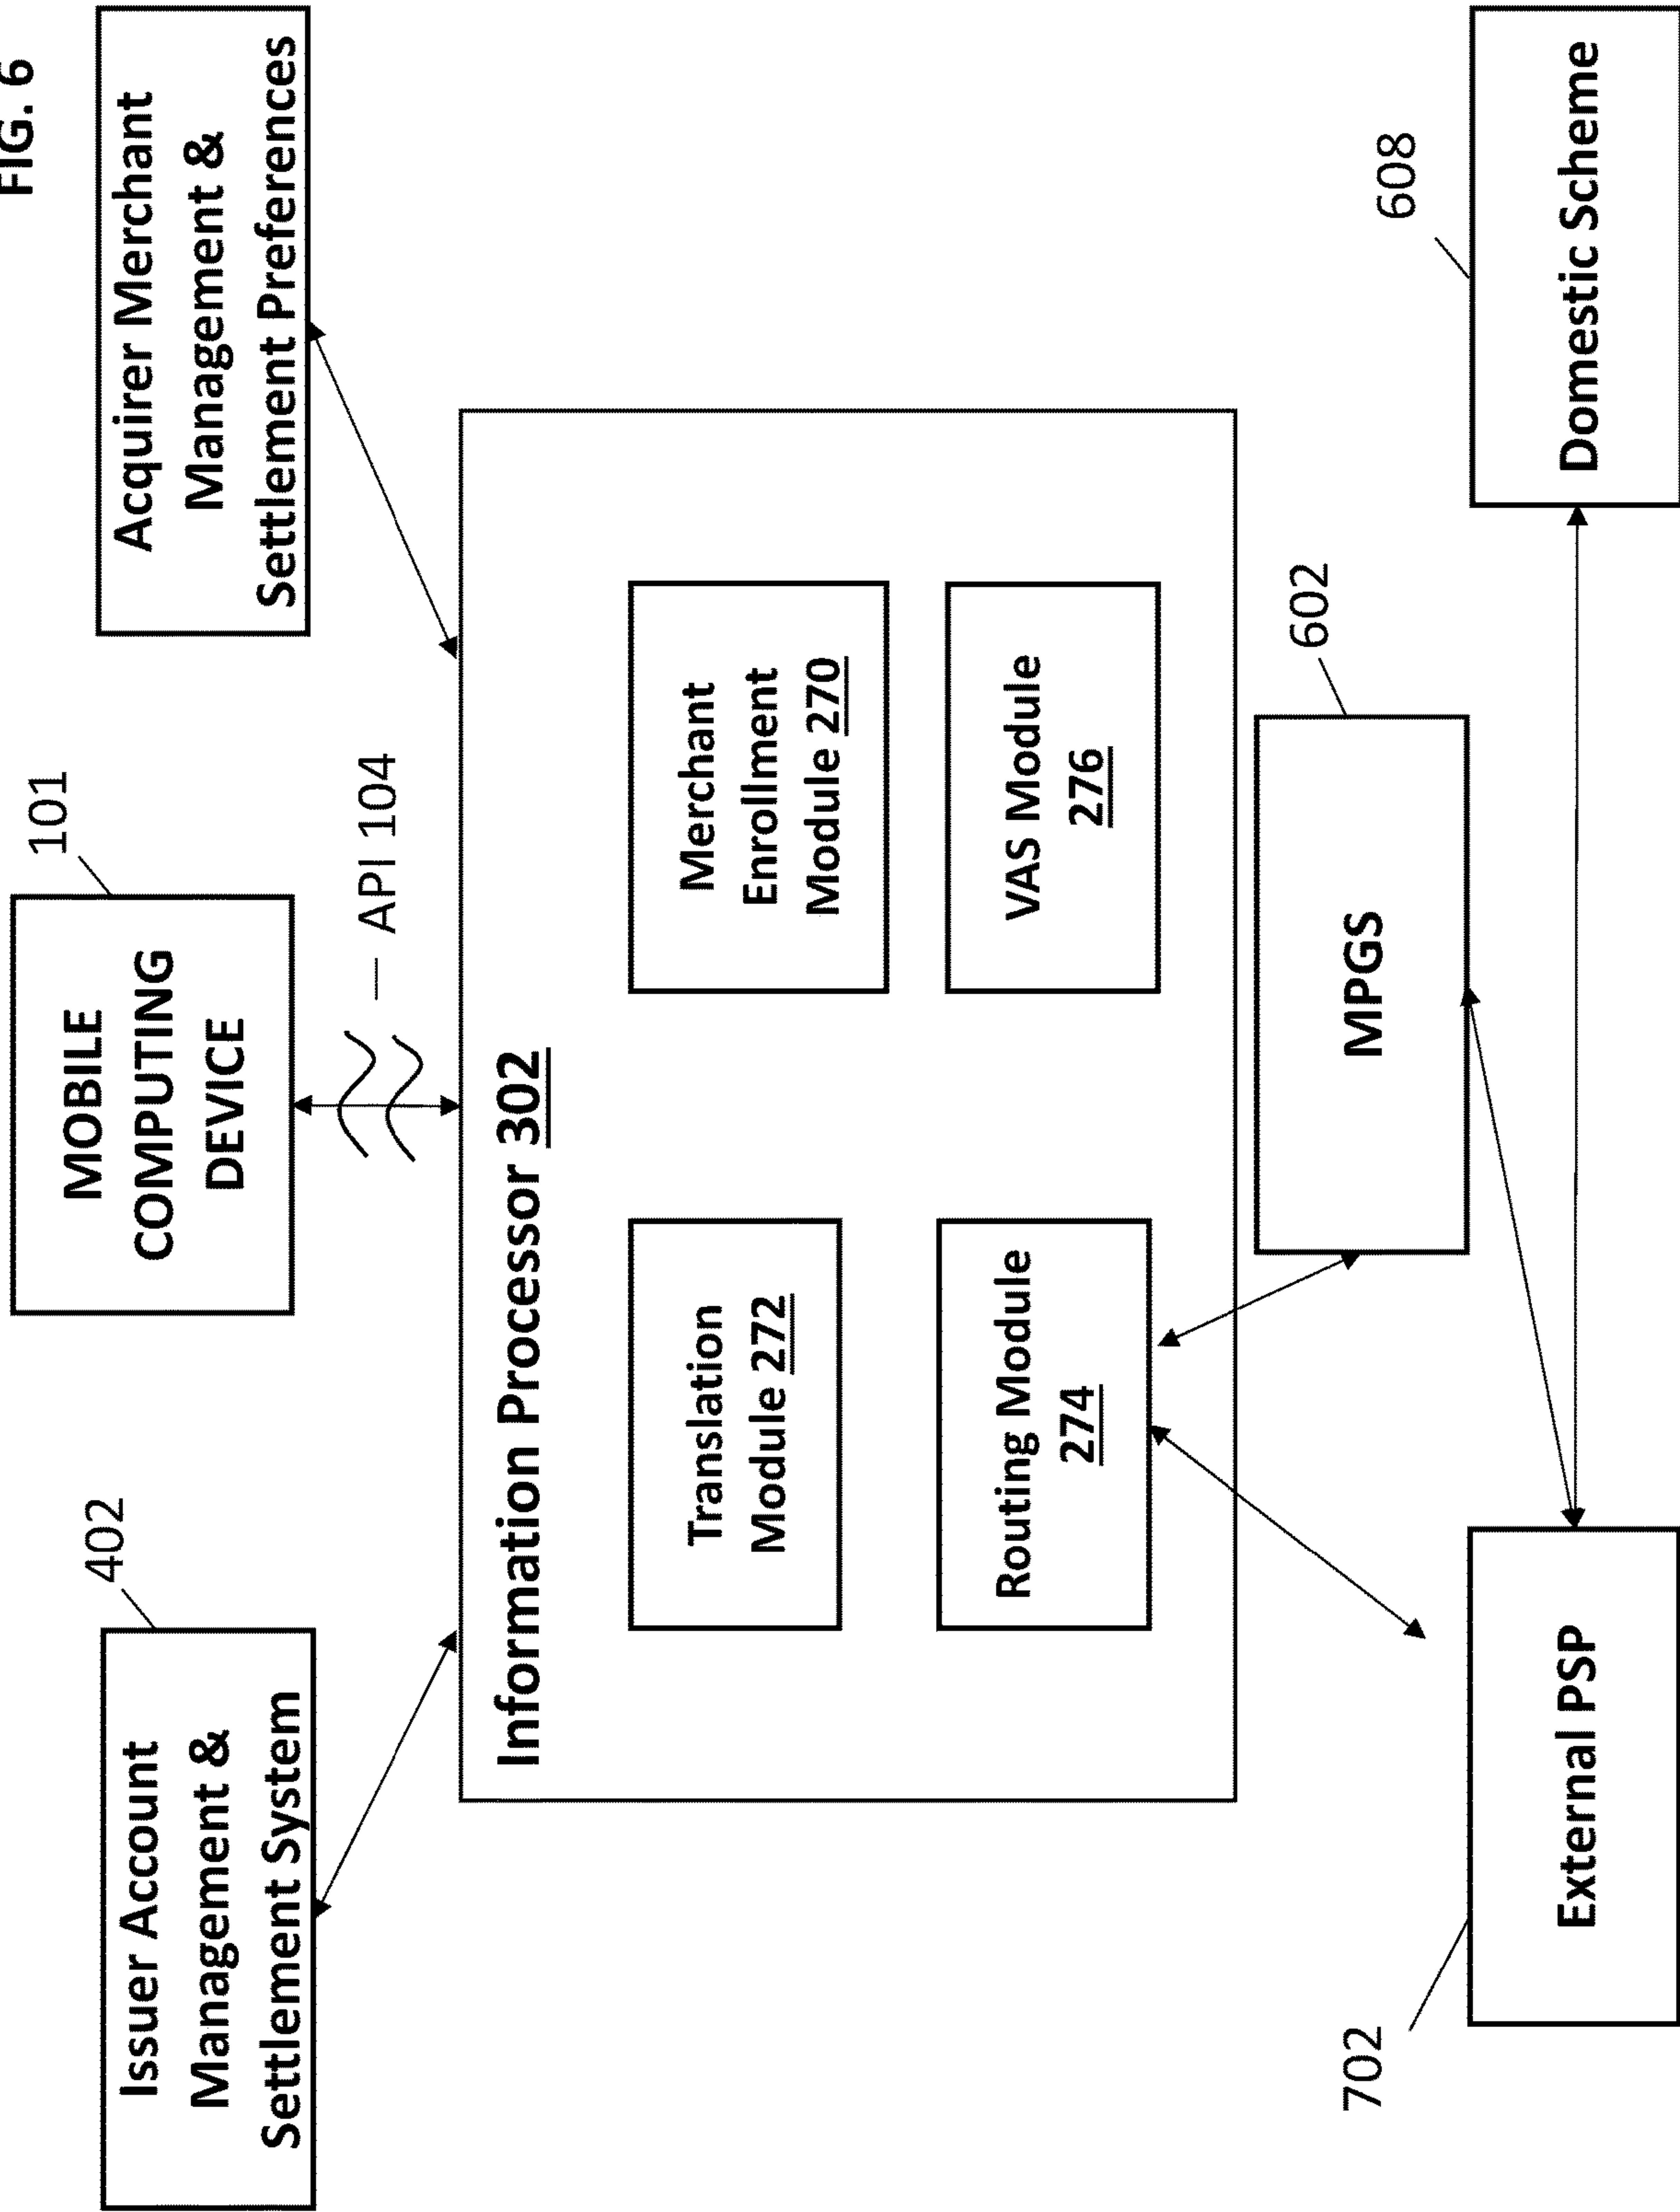 FIG. 6
402
Issuer Account
Management &
Settlement System
101
MOBILE
COMPUTING
DEVICE
API 104
Acquirer Merchant
Management &
Settlement Preferences
Information Processor 302
Translation
Module 272
Merchant
Enrollment
Module 270
Routing Module
274
VAS Module
276
602
MPGS
702
External PSP
608
Domestic Scheme